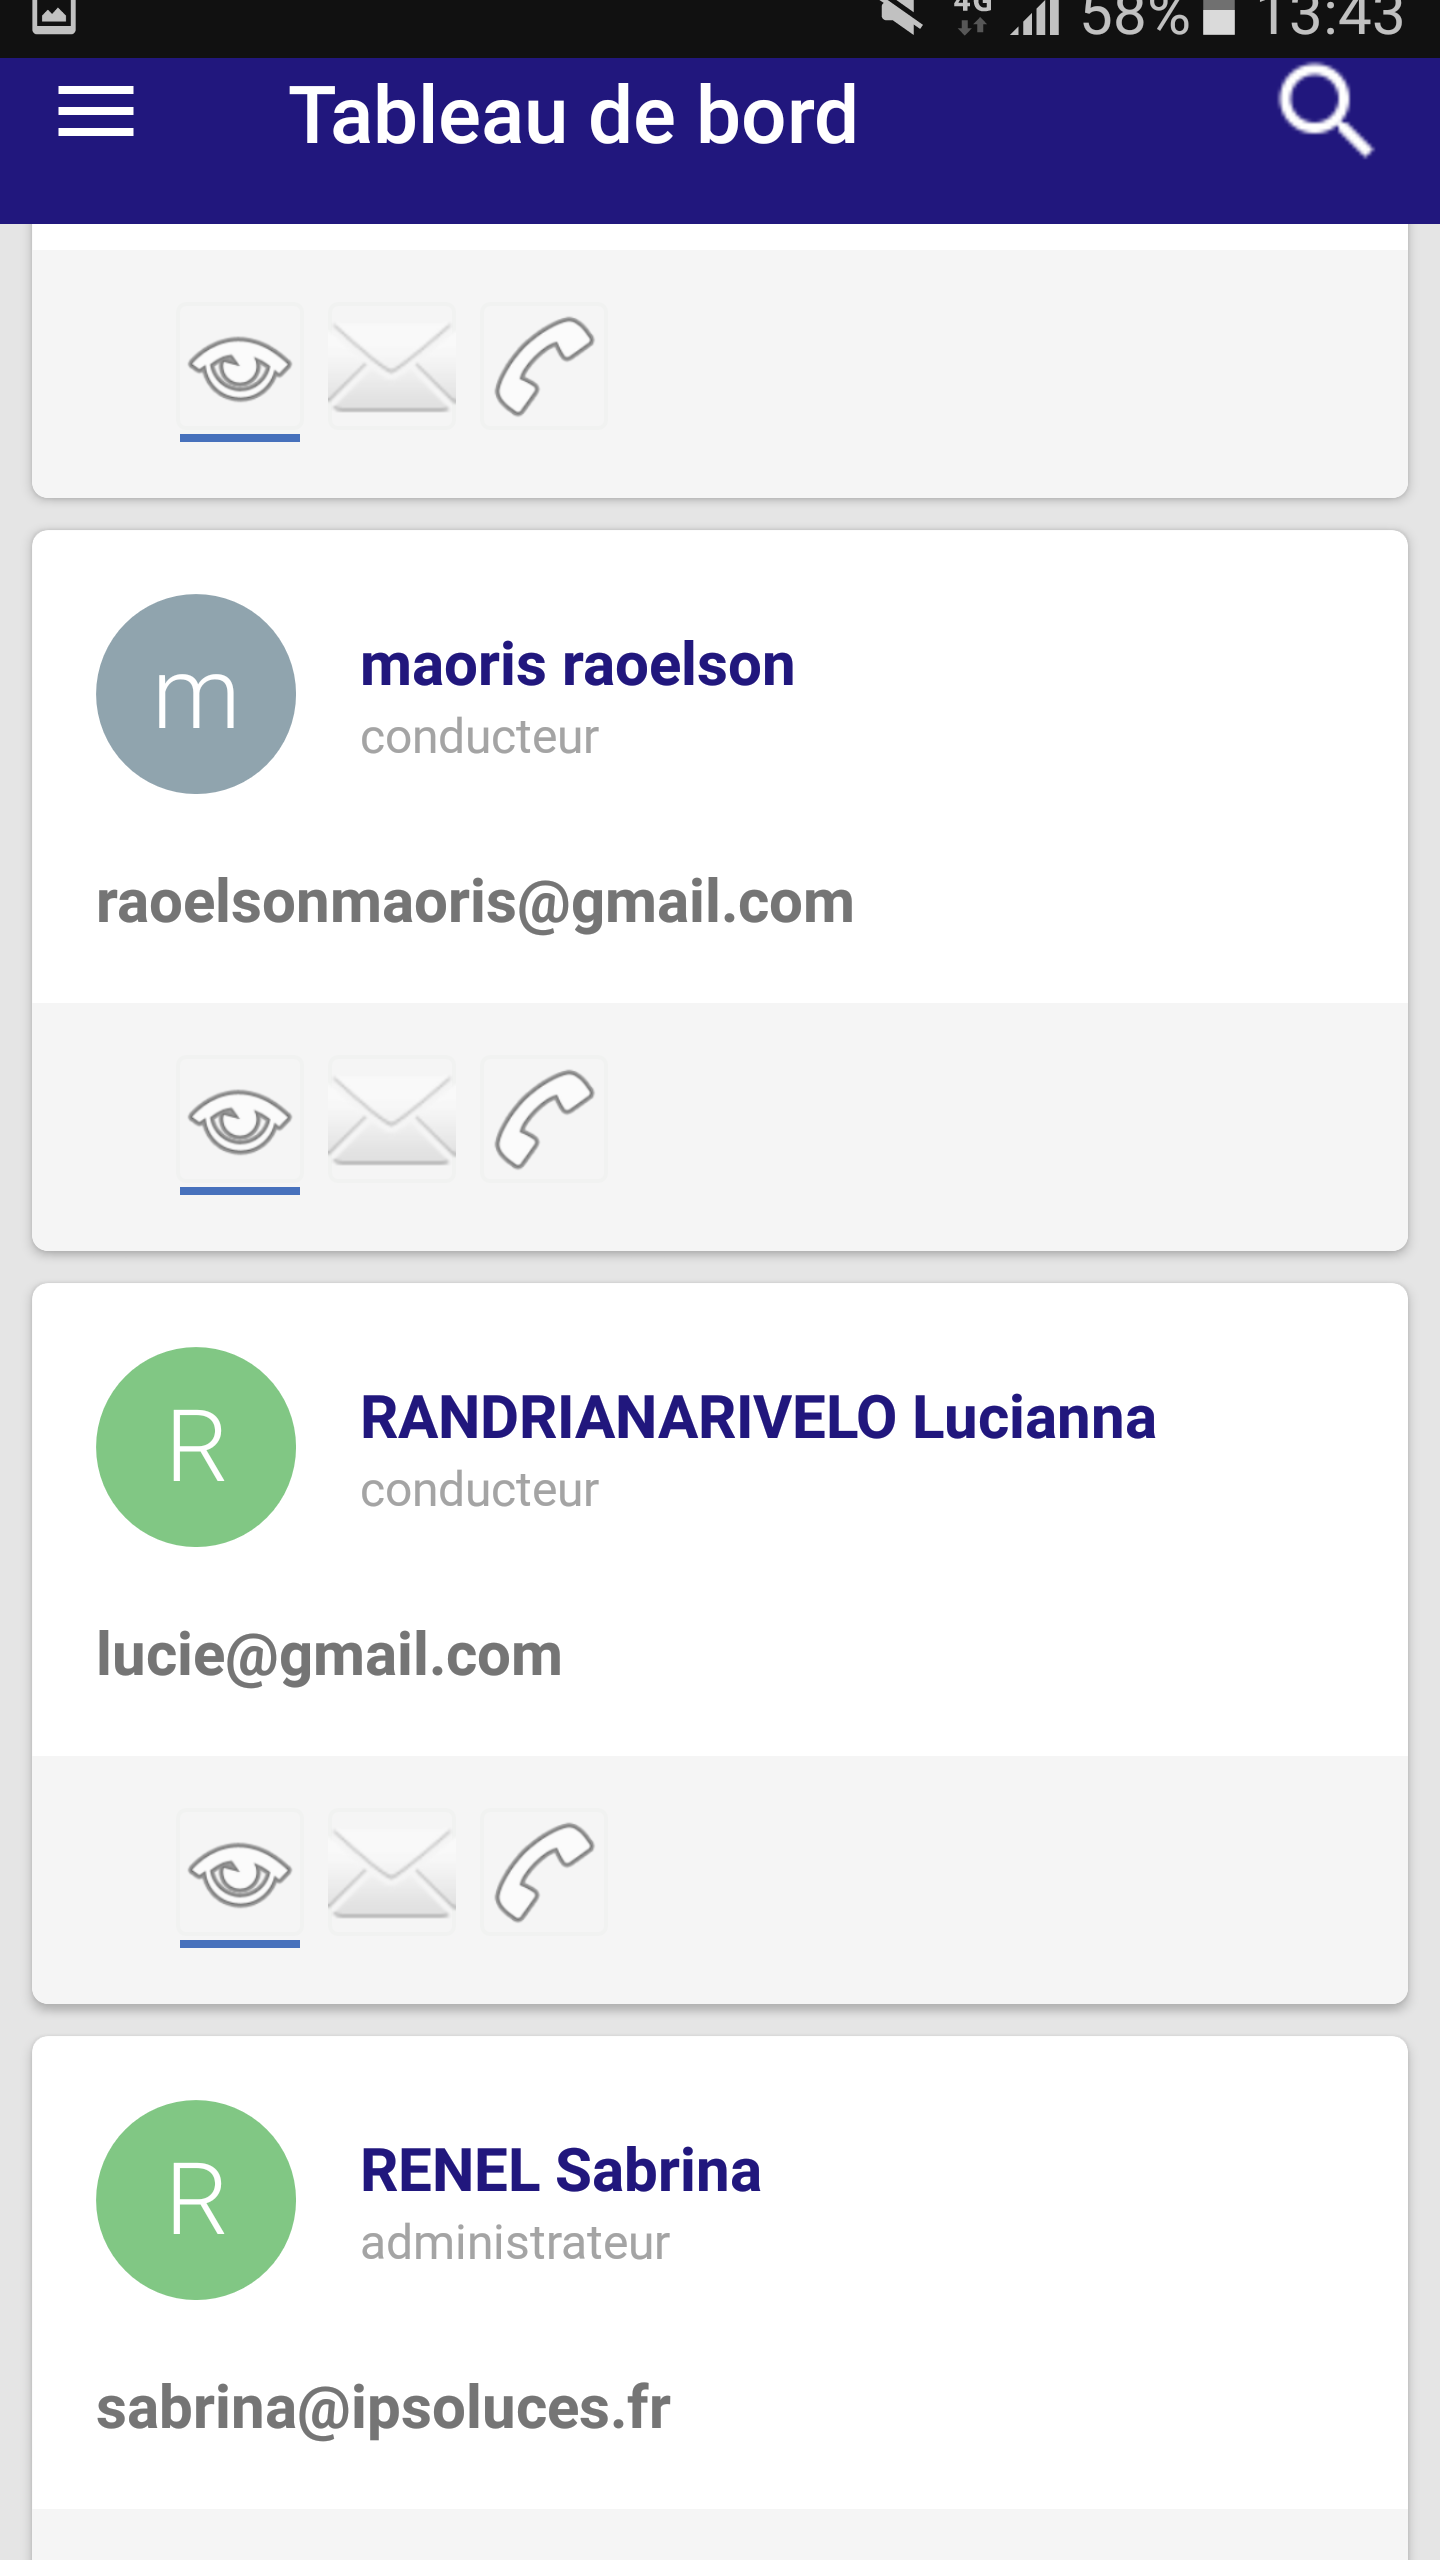 4G 58% 13:43
Tableau de bord
m
maoris raoelson
conducteur
raoelsonmaoris@gmail.com
R
RANDRIANARIVELO Lucianna
conducteur
lucie@gmail.com
R
RENEL Sabrina
administrateur
sabrina@ipsoluces.fr